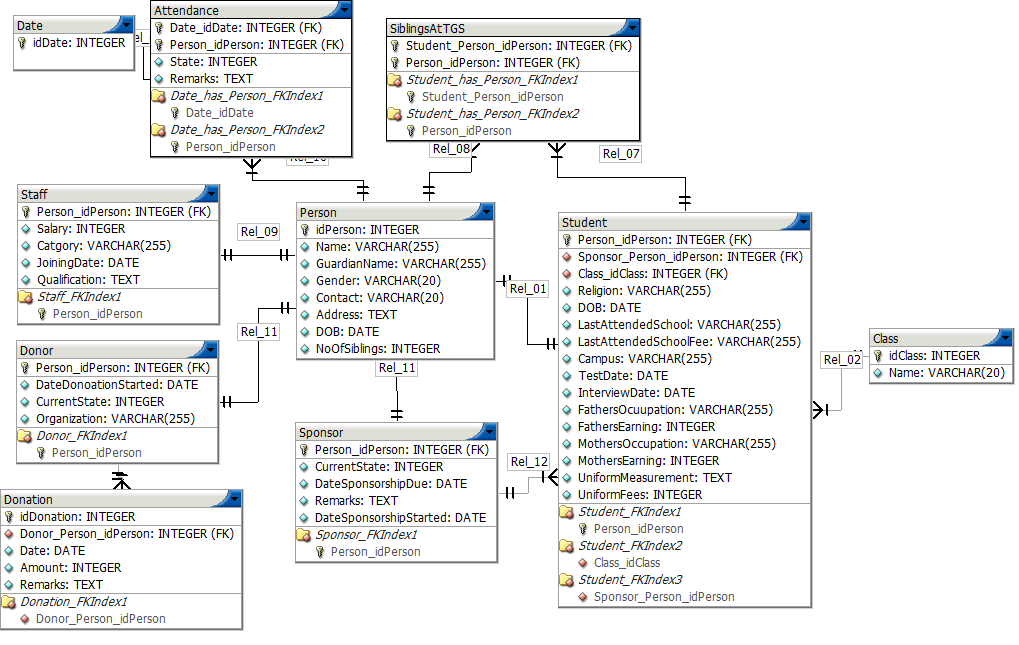 Date
idDate: INTEGER
Attendance
Date_idDate: INTEGER (FK)
Person_idPerson: INTEGER (FK)
State: INTEGER
Remarks: TEXT
Date_has_Person_FKIndex1
Date_idDate
Date_has_Person_FKIndex2
Person_idPerson
SiblingsAtTGS
Student_Person_idPerson: INTEGER (FK)
Person_idPerson: INTEGER (FK)
Student_has_Person_FKIndex1
Student_Person_idPerson
Student_has_Person_FKIndex2
Person_idPerson
Rel_08
Rel_07
Staff
Person_idPerson: INTEGER (FK)
Salary: INTEGER
Catgory: VARCHAR(255)
JoiningDate: DATE
Qualification: TEXT
Staff_FKIndex1
Person_idPerson
Rel_09
Person
idPerson: INTEGER
Name: VARCHAR(255)
GuardianName: VARCHAR(255)
Gender: VARCHAR(20)
Contact: VARCHAR(20)
Address: TEXT
DOB: DATE
NoOfSiblings: INTEGER
Rel_01
Student
Person_idPerson: INTEGER (FK)
Sponsor_Person_idPerson: INTEGER (FK)
Class_idClass: INTEGER (FK)
Religion: VARCHAR(255)
DOB: DATE
LastAttendedSchool: VARCHAR(255)
LastAttendedSchoolFee: VARCHAR(255)
Campus: VARCHAR(255)
TestDate: DATE
InterviewDate: DATE
FathersOcuupation: VARCHAR(255)
FathersEarning: INTEGER
MothersOccupation: VARCHAR(255)
MothersEarning: INTEGER
UniformMeasurement: TEXT
UniformFees: INTEGER
Student_FKIndex1
Person_idPerson
Student_FKIndex2
Class_idClass
Student_FKIndex3
Sponsor_Person_idPerson
Rel_02
Class
idClass: INTEGER
Name: VARCHAR(20)
Rel_11
Donor
Person_idPerson: INTEGER (FK)
DateDonoationStarted: DATE
CurrentState: INTEGER
Organization: VARCHAR(255)
Donor_FKIndex1
Person_idPerson
Rel_11
Sponsor
Person_idPerson: INTEGER (FK)
CurrentState: INTEGER
DateSponsorshipDue: DATE
Remarks: TEXT
DateSponsorshipStarted: DATE
Sponsor_FKIndex1
Person_idPerson
Rel_12
Donation
idDonation: INTEGER
Donor_Person_idPerson: INTEGER (FK)
Date: DATE
Amount: INTEGER
Remarks: TEXT
Donation_FKIndex1
Donor_Person_idPerson